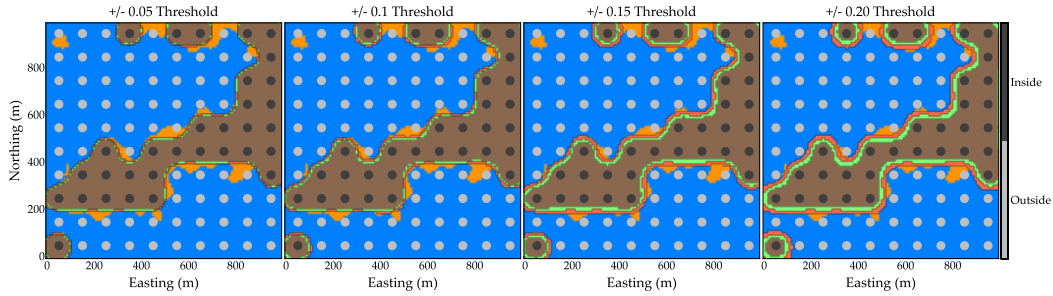 +/- 0.05 Threshold
+/- 0.1 Threshold
+/- 0.15 Threshold
+/- 0.20 Threshold
Northing (m)
800
600
400
200
0
Inside
Outside
0 200 400 600 800
0 200 400 600 800
0 200 400 600 800
0 200 400 600 800
Easting (m)
Easting (m)
Easting (m)
Easting (m)